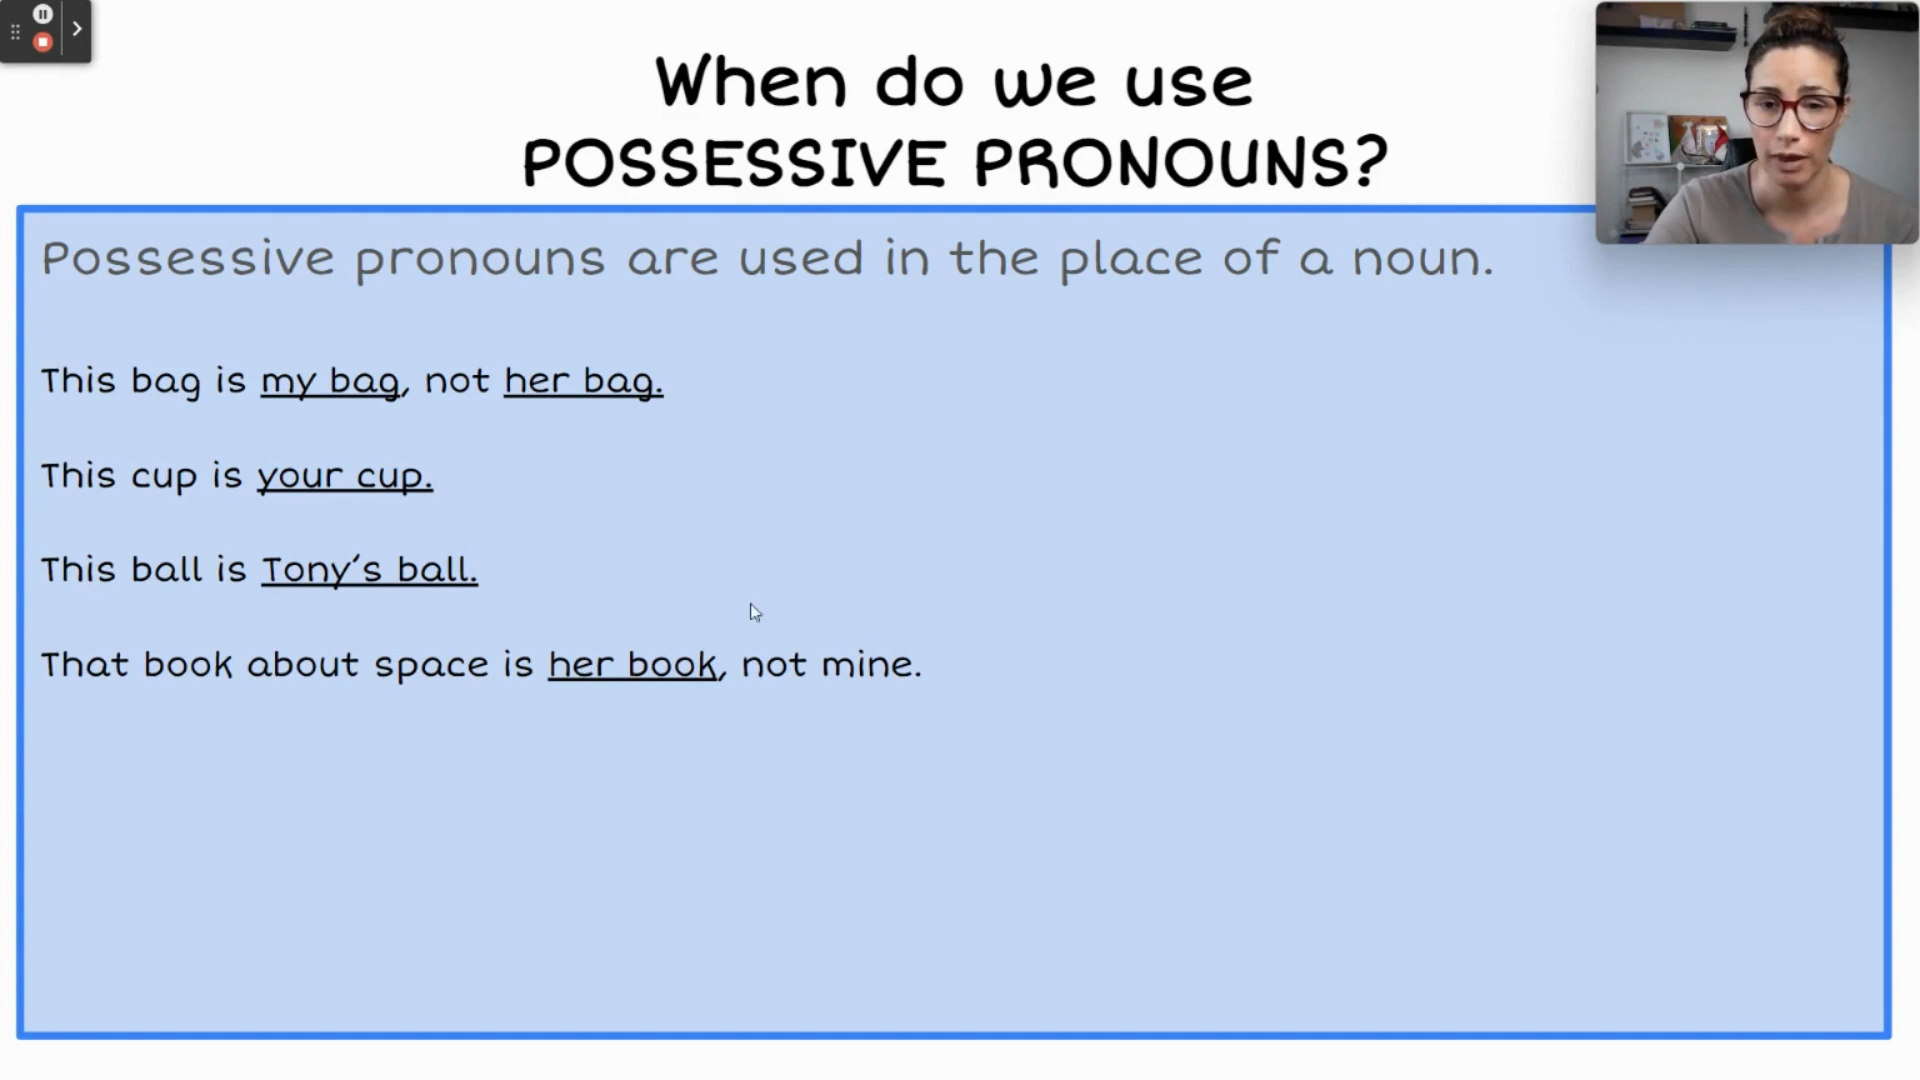 When do we use
POSSESSIVE PRONOUNS?
Possessive pronouns are used in the place of a noun.
This bag is my bag, not her bag.
This cup is your cup.
This ball is Tony's ball.
That book about space is her book, not mine.